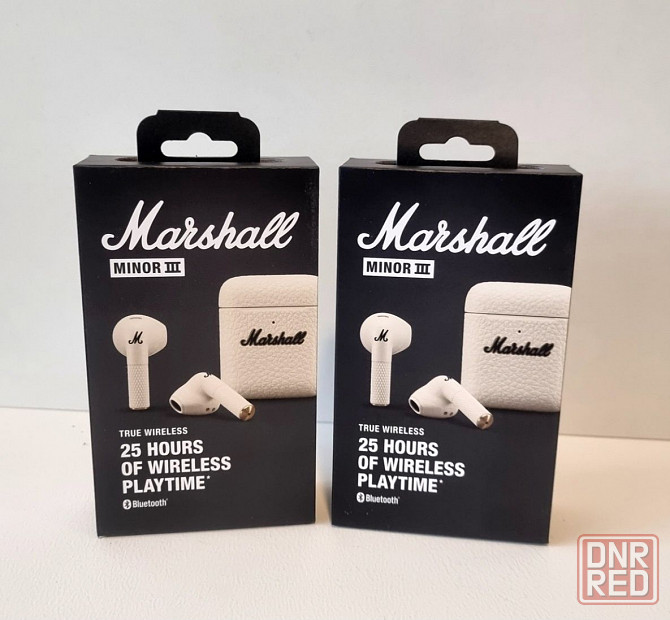 Marshall
MINOR III
M
Marshall
TRUE WIRELESS
25 HOURS
OF WIRELESS
PLAYTIME*
Bluetooth®
Marshall
MINOR III
M
Marshall
TRUE WIRELESS
25 HOURS
OF WIRELESS
PLAYTIME*
Bluetooth®
DNR
RED